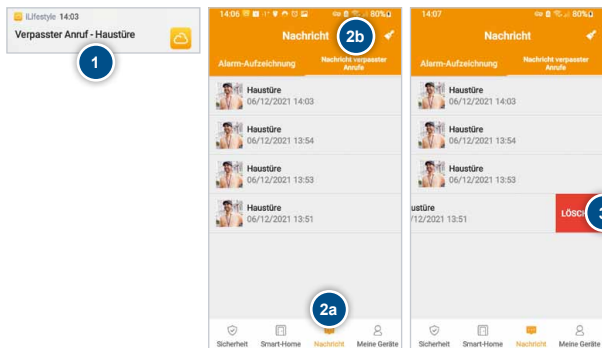 ILifestyle 14:03
Verpasster Anruf - Haustüre
1
14:06 80%
Nachricht
2b
Alarm-Aufzeichnung
Nachricht verpasster
Anrufe
Haustüre
06/12/2021 14:03
Haustüre
06/12/2021 13:54
Haustüre
06/12/2021 13:53
Haustüre
06/12/2021 13:51
2a
Sicherheit Smart-Home Nachricht Meine Geräte
14:07 80%
Nachricht
Alarm-Aufzeichnung
Nachricht verpasster
Anrufe
Haustüre
06/12/2021 14:03
Haustüre
06/12/2021 13:54
Haustüre
06/12/2021 13:53
ustüre
/12/2021 13:51
LÖSC
3
Sicherheit Smart-Home Nachricht Meine Geräte